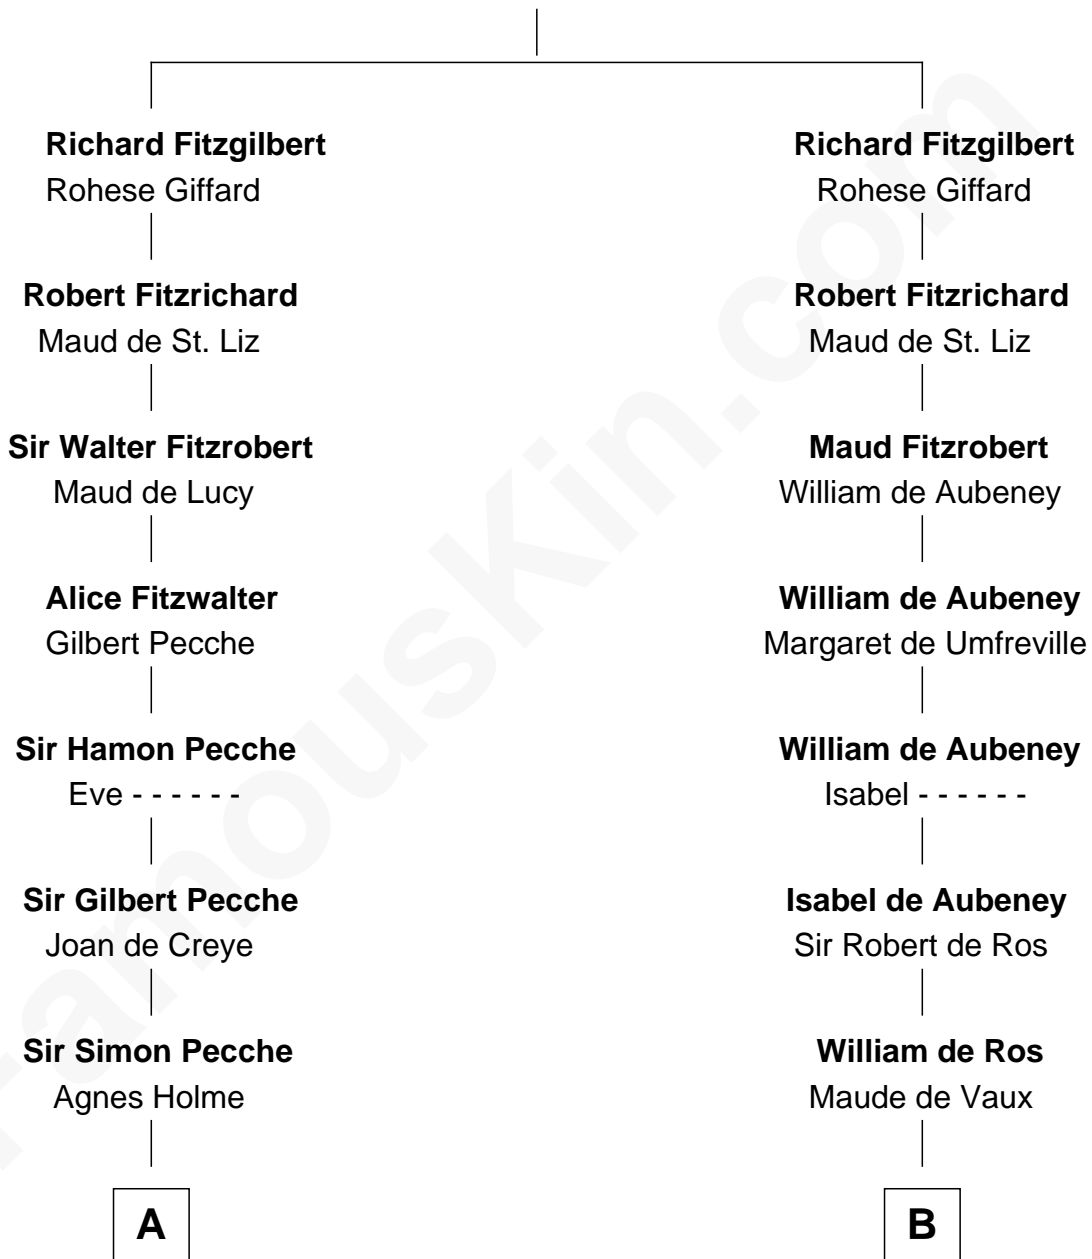 Richard Fitzgilbert
Rohese Giffard
Robert Fitzrichard
Maud de St. Liz
Sir Walter Fitzrobert
Maud de Lucy
Alice Fitzwalter
Gilbert Pecche
Sir Hamon Pecche
Eve - - - - - -
Sir Gilbert Pecche
Joan de Creye
Sir Simon Pecche
Agnes Holme
A
Richard Fitzgilbert
Rohese Giffard
Robert Fitzrichard
Maud de St. Liz
Maud Fitzrobert
William de Aubeney
William de Aubeney
Margaret de Umfreville
William de Aubeney
Isabel - - - - - -
Isabel de Aubeney
Sir Robert de Ros
William de Ros
Maude de Vaux
B
FamousKin.com